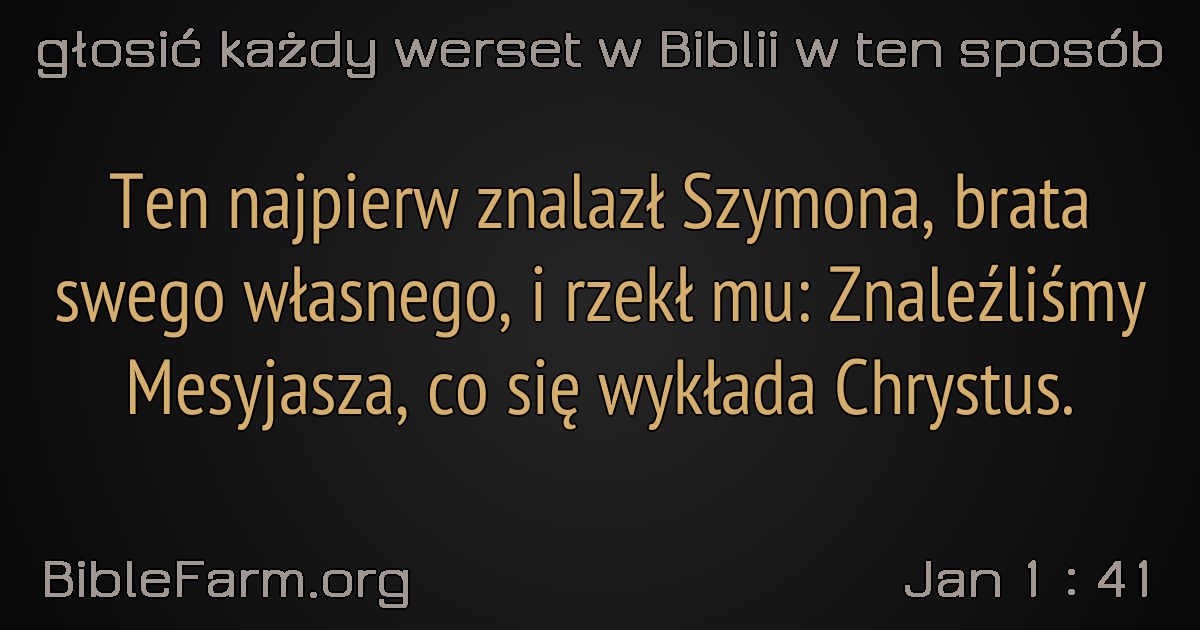 głosić każdy werset w Biblii w ten sposób
Ten najpierw znalazł Szymona, brata
swego własnego, i rzekł mu: Znaleźliśmy
Mesyjasza, co się wykłada Chrystus.
BibleFarm.org
Jan 1 : 41